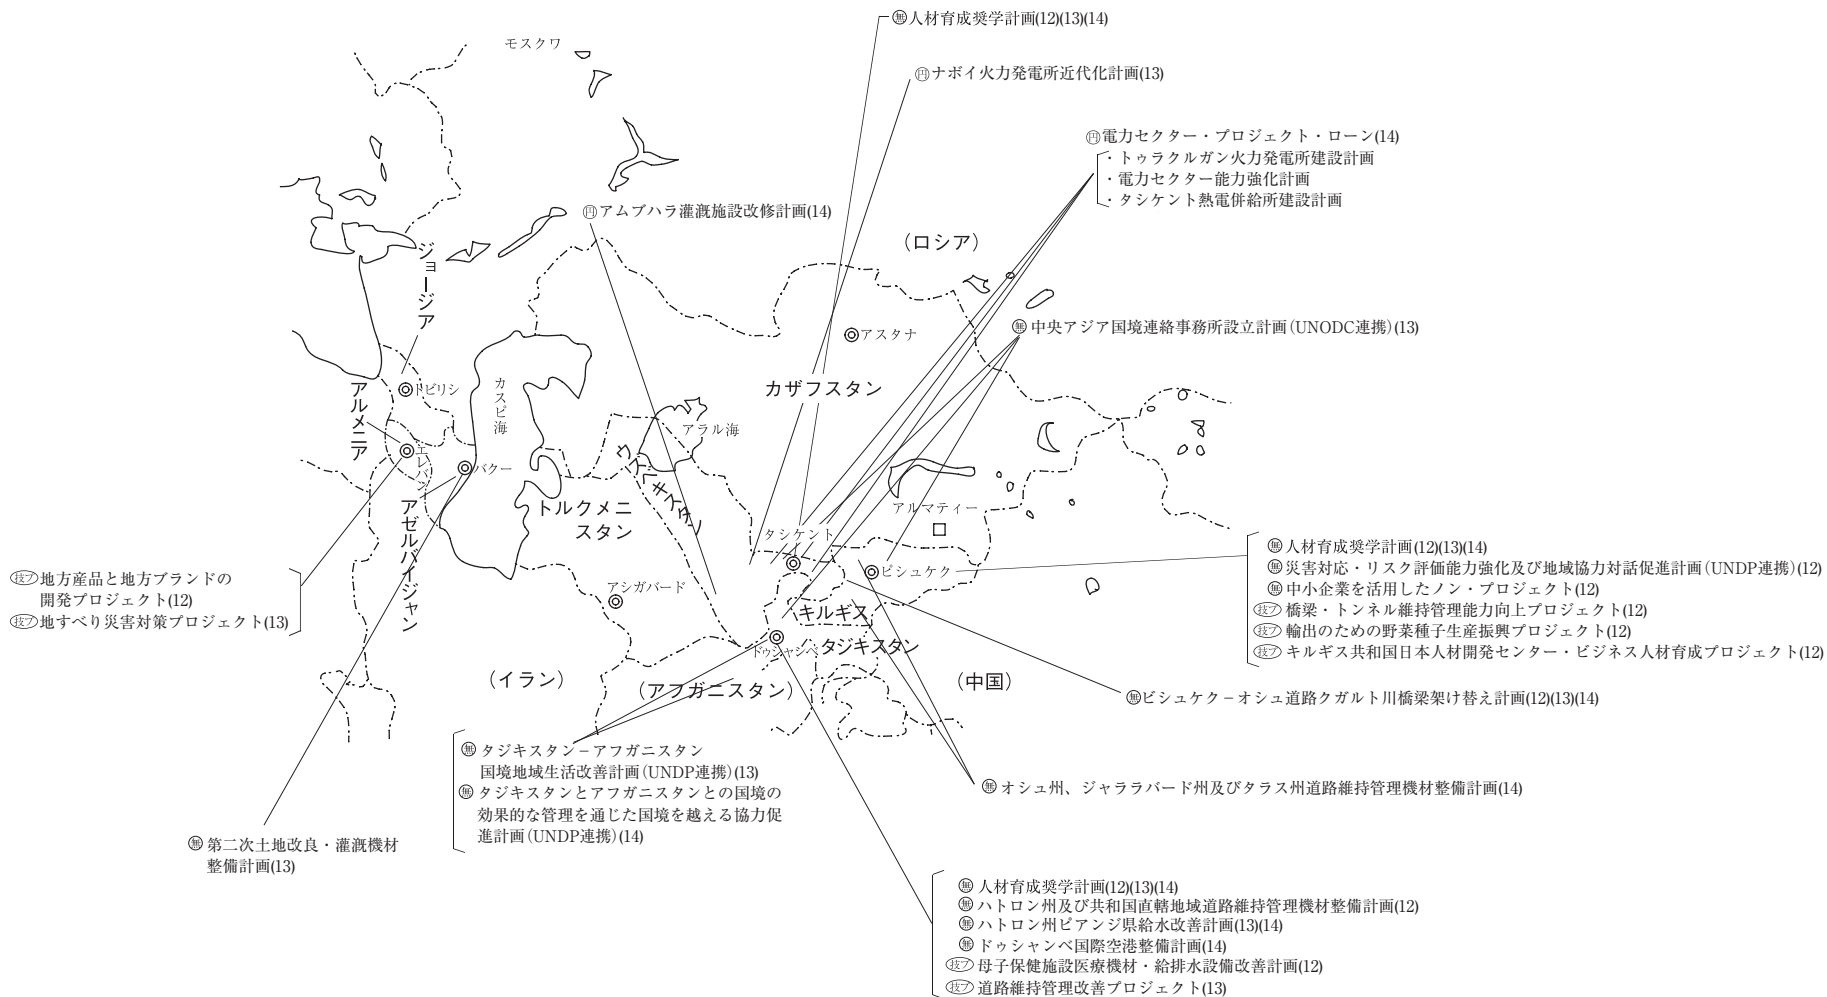 ㊆人材育成奨学計画(12)(13)(14)
モスクワ
円ナボイ火力発電所近代化計画(13)
円電力セクター・プロジェクト・ローン(14)
・トゥラクルガン火力発電所建設計画
・電力セクター能力強化計画
・タシケント熱電併給所建設計画
円アムブハラ灌漑施設改修計画(14)
(ロシア)
ジョージア
無中央アジア国境連絡事務所設立計画(UNODC連携)(13)
アスタナ
カザフスタン
トビリシ
カスピ海
アルメニア
アラル海
エレバン
バクー
ウズベキスタン
アゼルバイジャン
トルクメニ
スタン
アルマティー
タシケント
ビシュケク
アシガバード
キルギス
ドゥシャンベ
タジキスタン
(イラン)
(アフガニスタン)
(中国)
技プ地方産品と地方ブランドの
開発プロジェクト(12)
技プ地すべり災害対策プロジェクト(13)
無人材育成奨学計画(12)(13)(14)
無災害対応・リスク評価能力強化及び地域協力対話促進計画(UNDP連携)(12)
無中小企業を活用したノン・プロジェクト(12)
技プ橋梁・トンネル維持管理能力向上プロジェクト(12)
技プ輸出のための野菜種子生産振興プロジェクト(12)
技プキルギス共和国日本人材開発センター・ビジネス人材育成プロジェクト(12)
無ビシュケク−オシュ道路クガルト川橋梁架け替え計画(12)(13)(14)
無タジキスタン−アフガニスタン
国境地域生活改善計画(UNDP連携)(13)
無タジキスタンとアフガニスタンとの国境の
効果的な管理を通じた国境を越える協力促
進計画(UNDP連携)(14)
無オシュ州、ジャララバード州及びタラス州道路維持管理機材整備計画(14)
無第二次土地改良・灌漑機材
整備計画(13)
無人材育成奨学計画(12)(13)(14)
無ハトロン州及び共和国直轄地域道路維持管理機材整備計画(12)
無ハトロン州ピアンジ県給水改善計画(13)(14)
無ドゥシャンベ国際空港整備計画(14)
技プ母子保健施設医療機材・給排水設備改善計画(12)
技プ道路維持管理改善プロジェクト(13)